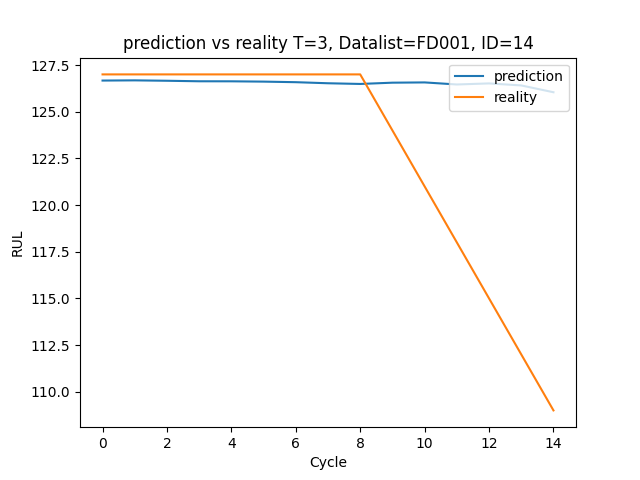 prediction vs reality T=3, Datalist=FD001, ID=14
prediction
reality
127.5
125.0
122.5
120.0
117.5
115.0
112.5
110.0
RUL
0 2 4 6 8 10 12 14
Cycle